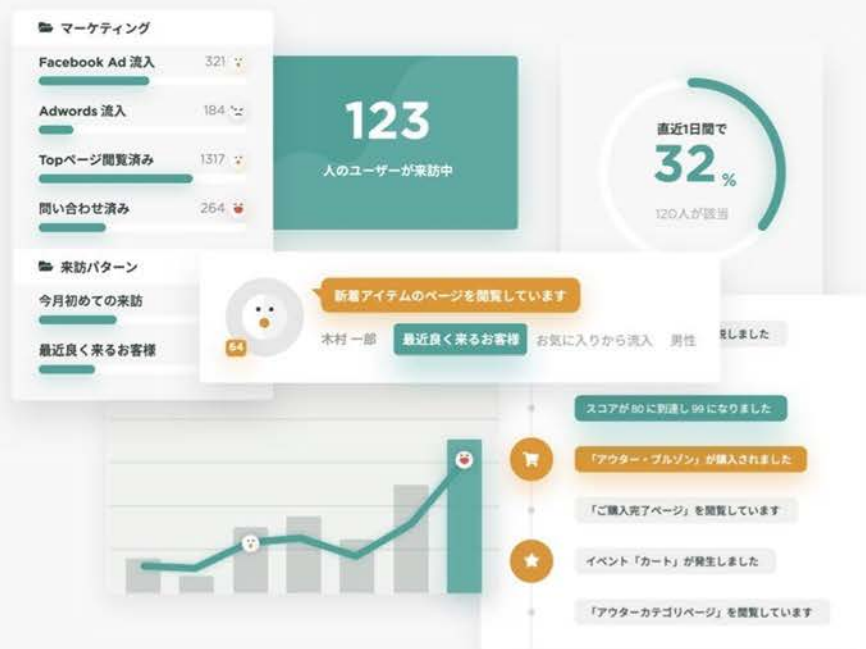 マーケティング
Facebook Ad 流入 321
Adwords 流入 184
Topページ閲覧済み 1317
問い合わせ済み 264
来訪パターン
今月初めての来訪
最近良く来るお客様
123
人のユーザーが来訪中
直近1日間で
32%
120人が該当
64
新着アイテムのページを閲覧しています
木村 一郎 最近良く来るお客様 お気に入りから流入 男性
しました
スコアが 80 に到達し 99 になりました
「アウター・ブルゾン」が購入されました
「ご購入完了ページ」を閲覧しています
イベント「カート」が発生しました
「アウターカテゴリページ」を閲覧しています